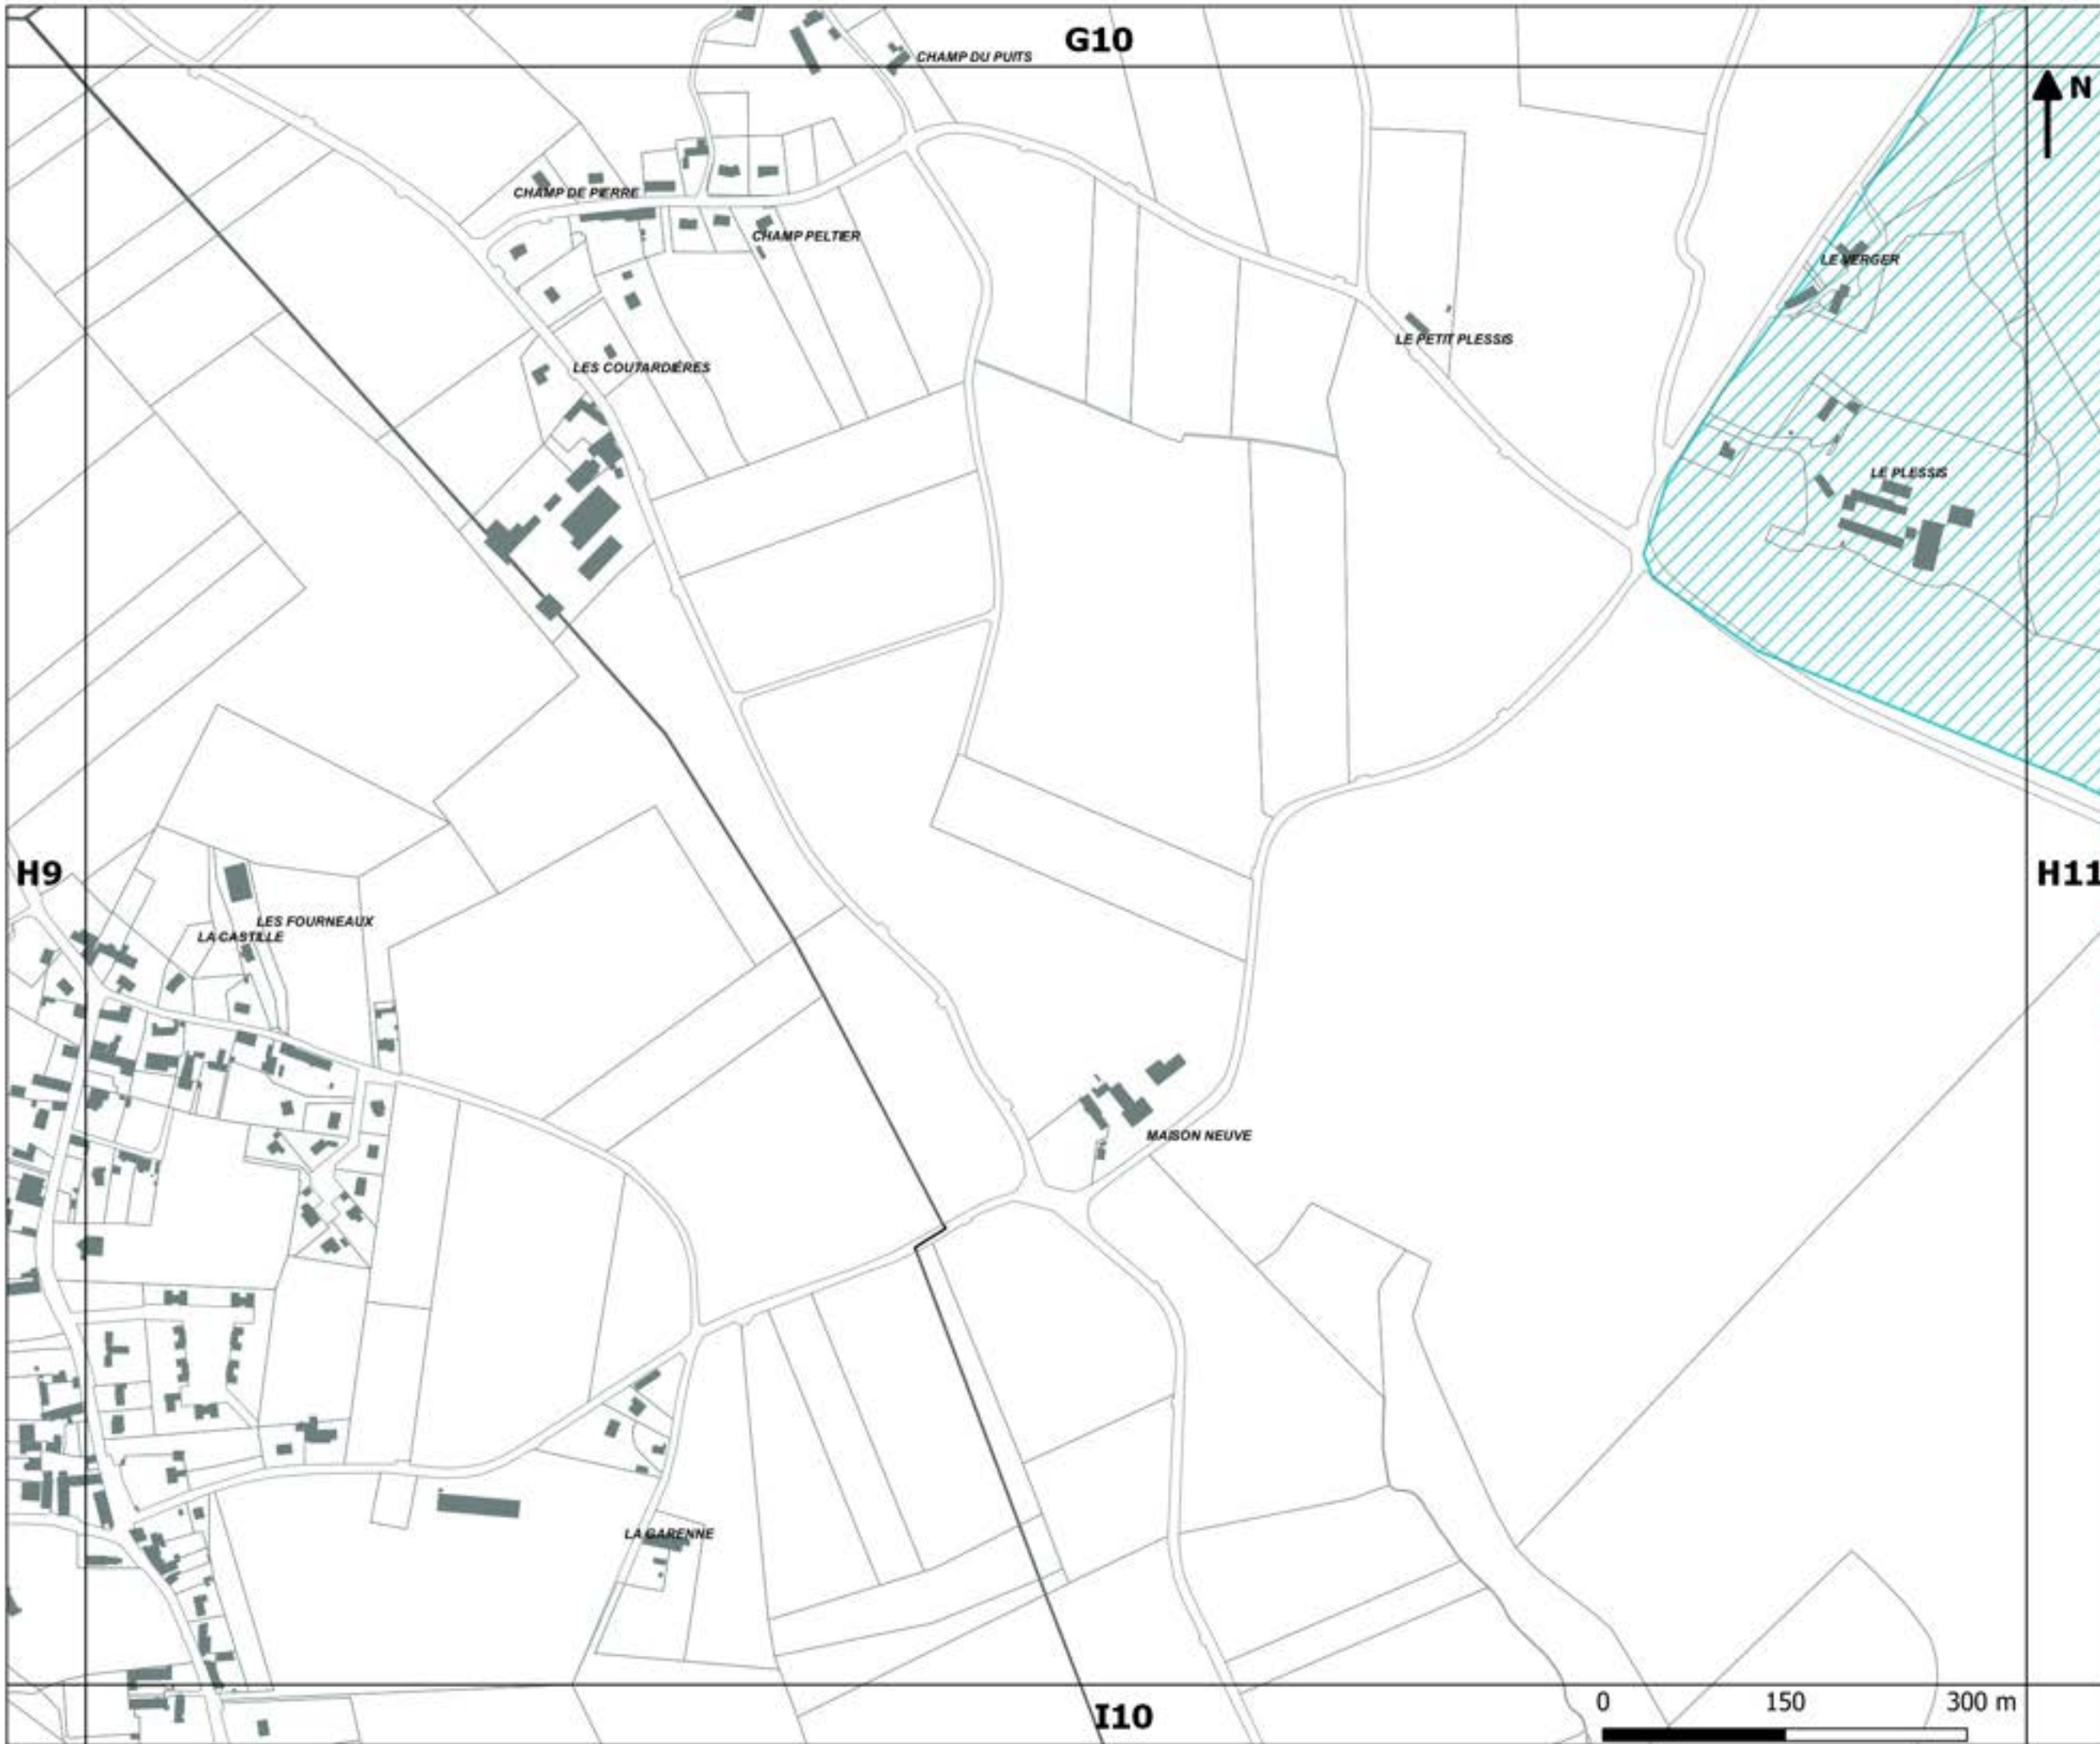 G10
CHAMP DU PUITS
N
CHAMP DE PIERRE
CHAMP PELTIER
LE VERGER
LE PETIT PLESSIS
LES COUTARDIÈRES
LE PLESSIS
H9
H11
LES FOURNEAUX
LA CASTILLE
MAISON NEUVE
LA GARENNE
0 150 300 m
I10